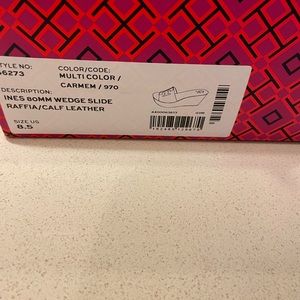 STYLE NO:
56273
COLOR/CODE:
MULTI COLOR /
CARMEM / 970
DESCRIPTION:
INES 80MM WEDGE SLIDE
RAFFIA/CALF LEATHER
SIZE US
8.5